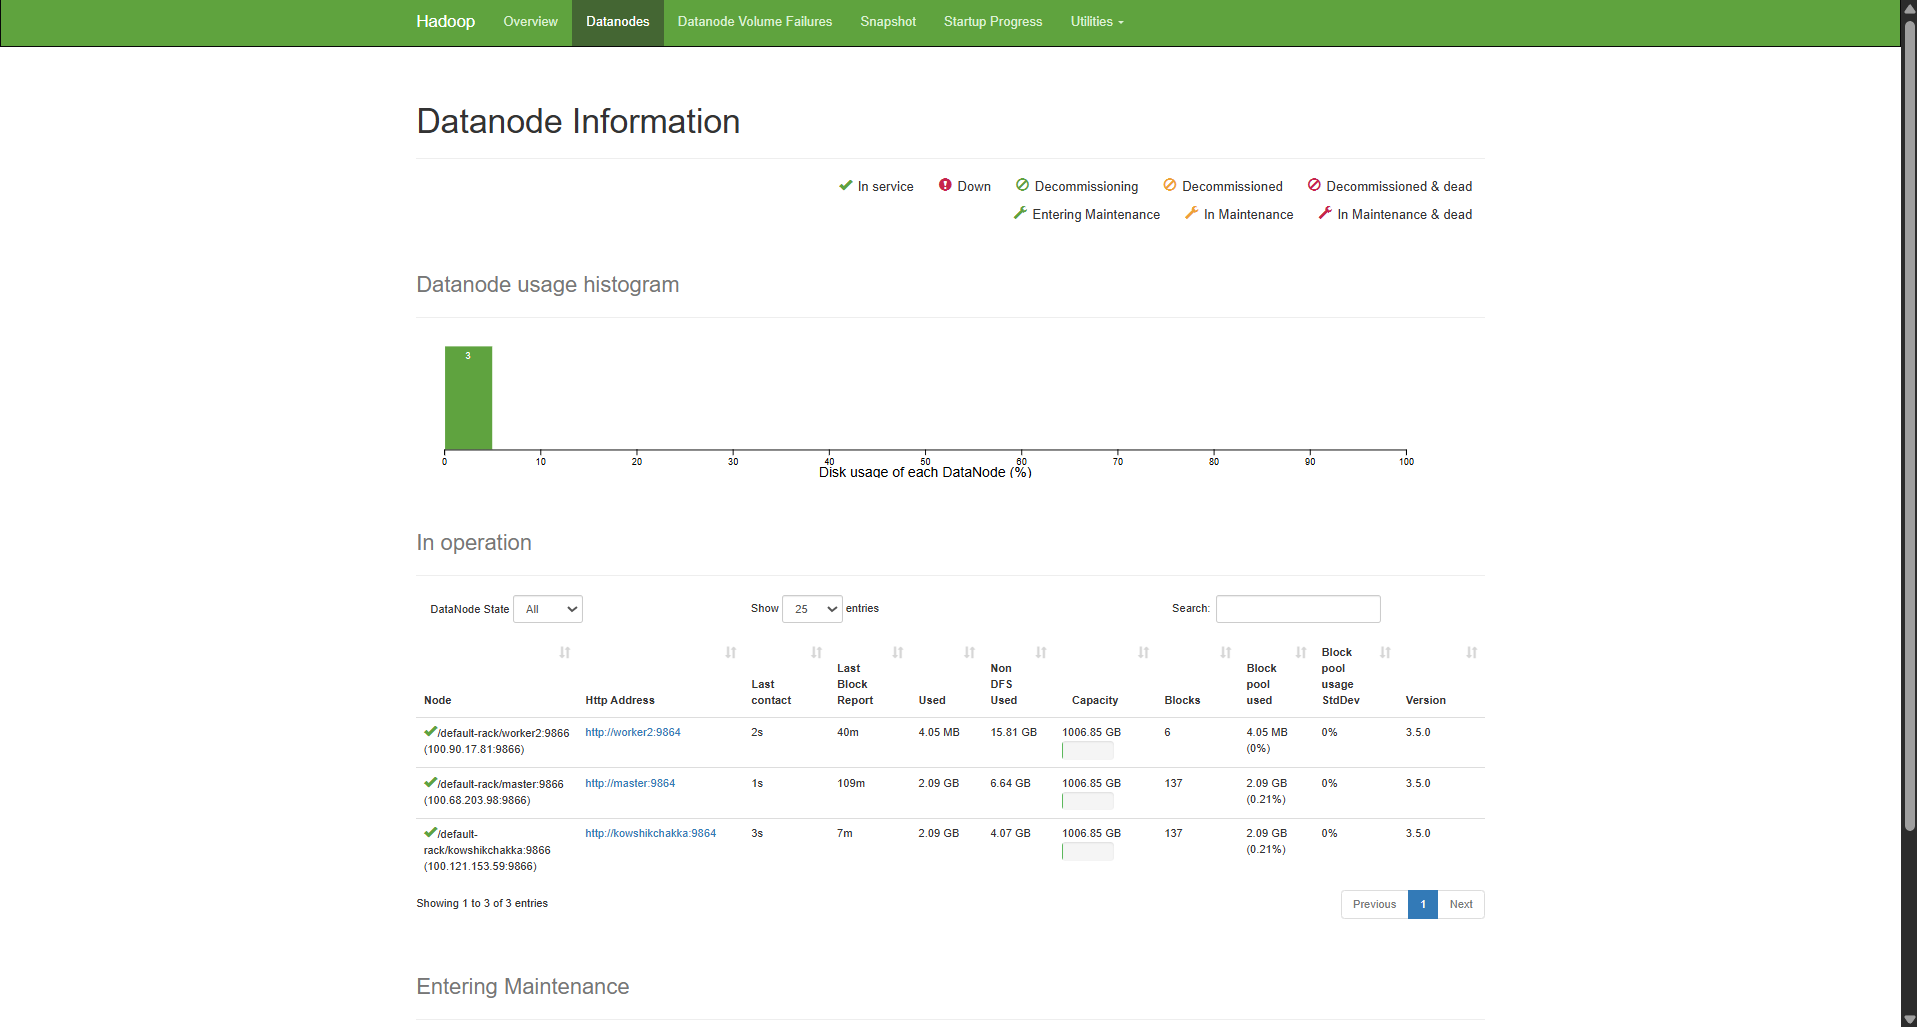 Hadoop Overview Datanodes Datanode Volume Failures Snapshot Startup Progress Utilities
Datanode Information
In service Down Decommissioning Decommissioned Decommissioned & dead
Entering Maintenance In Maintenance In Maintenance & dead
Datanode usage histogram
3
0 10 20 30 40 50 60 70 80 90 100
Disk usage of each DataNode (%)
In operation
DataNode State All Show 25 entries Search:
Node Http Address Last contact Last Block Report Used Non DFS Used Capacity Blocks Block pool used Block pool usage StdDev Version
/default-rack/worker2:9866 http://worker2:9864 2s 40m 4.05 MB 15.81 GB 1006.85 GB 6 4.05 MB 0% 3.5.0
(100.90.17.81:9866) (0%)
/default-rack/master:9866 http://master:9864 1s 109m 2.09 GB 6.64 GB 1006.85 GB 137 2.09 GB 0% 3.5.0
(100.68.203.98:9866) (0.21%)
/default- http://kowshikchakka:9864 3s 7m 2.09 GB 4.07 GB 1006.85 GB 137 2.09 GB 0% 3.5.0
rack/kowshikchakka:9866 (0.21%)
(100.121.153.59:9866)
Showing 1 to 3 of 3 entries Previous 1 Next
Entering Maintenance